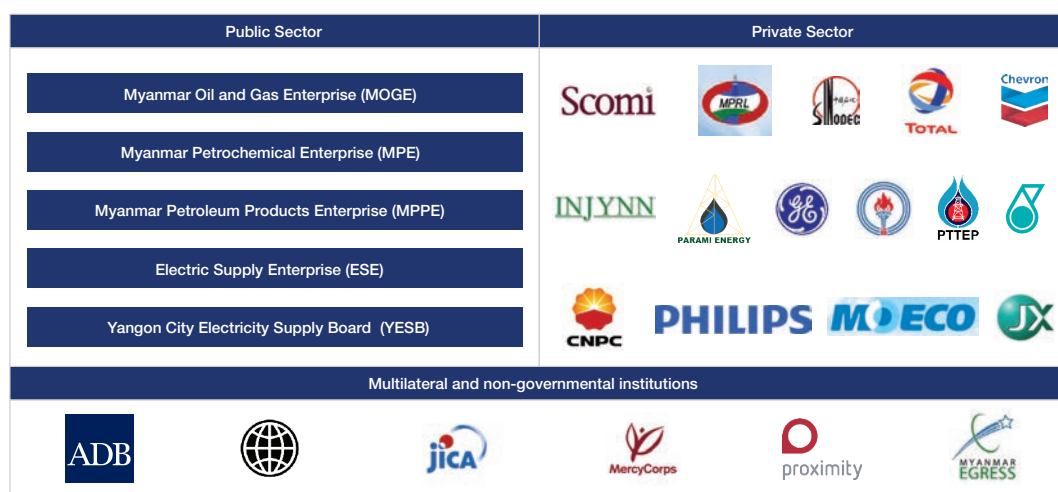 Public Sector
Private Sector
Myanmar Oil and Gas Enterprise (MOGE)
Myanmar Petrochemical Enterprise (MPE)
Myanmar Petroleum Products Enterprise (MPPE)
Electric Supply Enterprise (ESE)
Yangon City Electricity Supply Board (YESB)
Scomi
MPRL
TOTAL
Chevron
INJYNN
PARAMI ENERGY
GE
PTTEP
CNPC
PHILIPS
MOECO
JX
Multilateral and non-governmental institutions
ADB
JICA
MercyCorps
proximity
MYANMAR
EGRESS